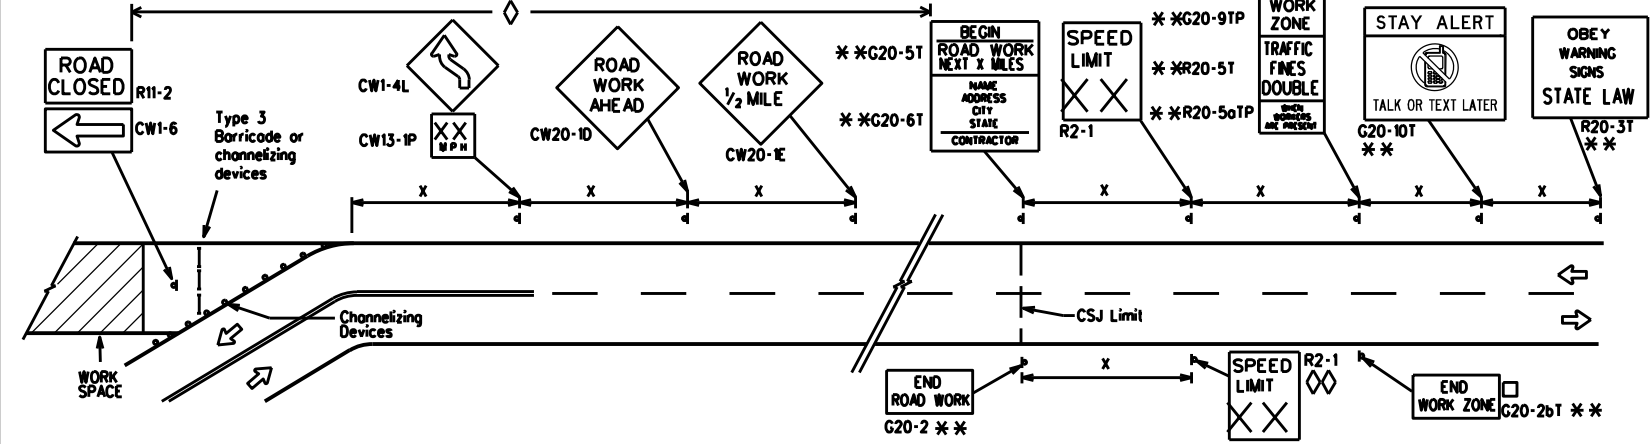 ROAD
CLOSED
R11-2
CW1-6
Type 3
Barricade or
channelizing
devices
CW1-4L
XX
MPH
CW13-1P
ROAD
WORK
AHEAD
CW20-1D
ROAD
WORK
1/2 MILE
CW20-1E
* *G20-5T
* *G20-6T
BEGIN
ROAD WORK
NEXT X MILES
NAME
ADDRESS
CITY
STATE
CONTRACTOR
SPEED
LIMIT
X X
R2-1
* *G20-9TP
* *R20-5T
* *R20-5aTP
WORK
ZONE
TRAFFIC
FINES
DOUBLE
WHEN
WORKERS
ARE PRESENT
STAY ALERT
TALK OR TEXT LATER
G20-10T
* *
OBEY
WARNING
SIGNS
STATE LAW
R20-3T
* *
X
X
X
X
X
X
X
Channelizing
Devices
CSJ Limit
WORK
SPACE
END
ROAD WORK
G20-2 * *
X
SPEED
LIMIT
X X
R2-1
END
WORK ZONE
G20-2bT * *